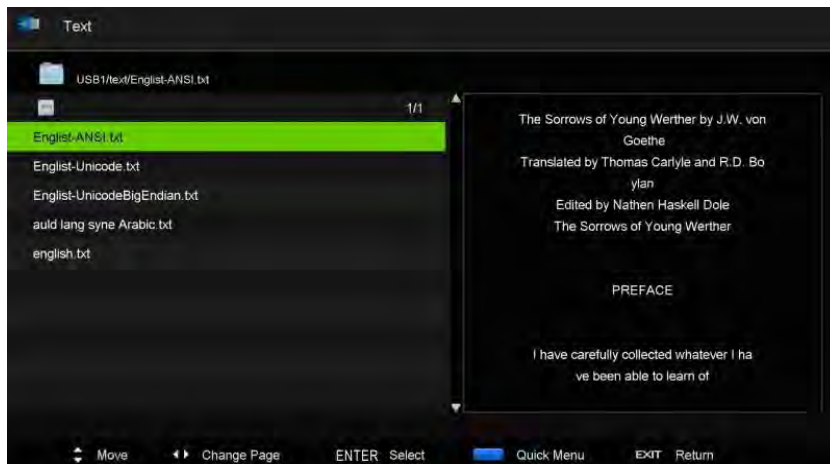 Text
USB1/text/Englist-ANSI.txt
1/1
Englist-ANSI.txt
Englist-Unicode.txt
Englist-UnicodeBigEndian.txt
auld lang syne Arabic.txt
english.txt
The Sorrows of Young Werther by J.W. von
Goethe
Translated by Thomas Carlyle and R.D. Bo
ylan
Edited by Nathen Haskell Dole
The Sorrows of Young Werther
PREFACE
I have carefully collected whatever I ha
ve been able to learn of
Move Change Page ENTER Select Quick Menu EXIT Return